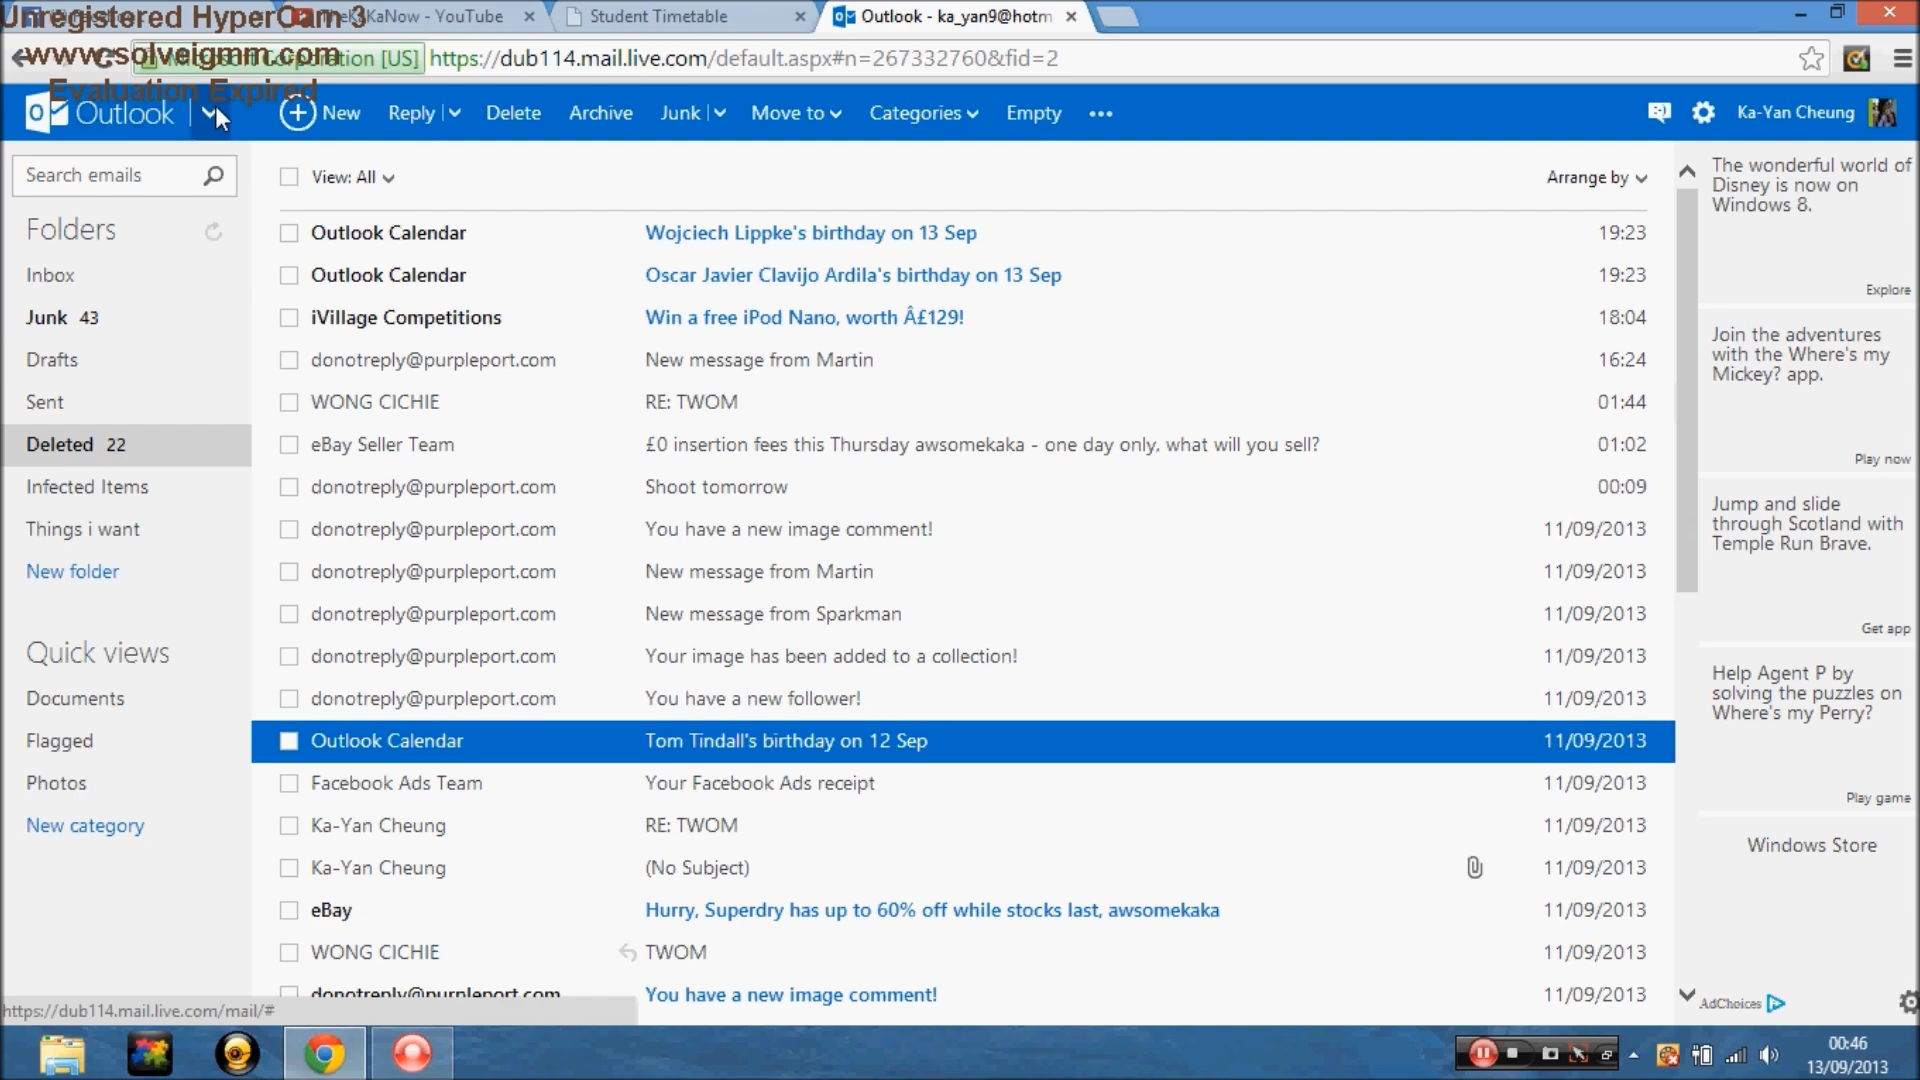 Unregistered HyperCam 3
www.solveigmm.com
Evaluation Expired
KaNow - YouTube
Student Timetable
Outlook - ka_yan9@hotm
Corporation [US]
https://dub114.mail.live.com/default.aspx#n=267332760&fid=2
Outlook
New
Reply
Delete
Archive
Junk
Move to
Categories
Empty
Ka-Yan Cheung
Search emails
Folders
Inbox
Junk 43
Drafts
Sent
Deleted 22
Infected Items
Things i want
New folder
Quick views
Documents
Flagged
Photos
New category
View: All
Arrange by
Outlook Calendar Wojciech Lippke's birthday on 13 Sep 19:23
Outlook Calendar Oscar Javier Clavijo Ardila's birthday on 13 Sep 19:23
iVillage Competitions Win a free iPod Nano, worth Â£129! 18:04
donotreply@purpleport.com New message from Martin 16:24
WONG CICHIE RE: TWOM 01:44
eBay Seller Team £0 insertion fees this Thursday awsomekaka - one day only, what will you sell? 01:02
donotreply@purpleport.com Shoot tomorrow 00:09
donotreply@purpleport.com You have a new image comment! 11/09/2013
donotreply@purpleport.com New message from Martin 11/09/2013
donotreply@purpleport.com New message from Sparkman 11/09/2013
donotreply@purpleport.com Your image has been added to a collection! 11/09/2013
donotreply@purpleport.com You have a new follower! 11/09/2013
Outlook Calendar Tom Tindall's birthday on 12 Sep 11/09/2013
Facebook Ads Team Your Facebook Ads receipt 11/09/2013
Ka-Yan Cheung RE: TWOM 11/09/2013
Ka-Yan Cheung (No Subject) 11/09/2013
eBay Hurry, Superdry has up to 60% off while stocks last, awsomekaka 11/09/2013
WONG CICHIE TWOM 11/09/2013
donotreply@purpleport.com You have a new image comment! 11/09/2013
The wonderful world of
Disney is now on
Windows 8.
Explore
Join the adventures
with the Where's my
Mickey? app.
Play now
Jump and slide
through Scotland with
Temple Run Brave.
Get app
Help Agent P by
solving the puzzles on
Where's my Perry?
Play game
Windows Store
AdChoices
https://dub114.mail.live.com/mail/#
00:46
13/09/2013